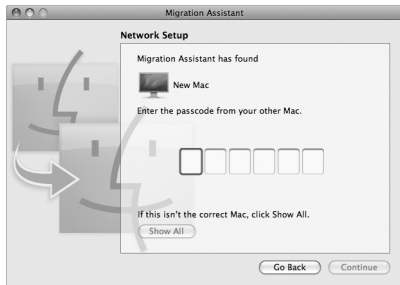 Migration Assistant
Network Setup
Migration Assistant has found
New Mac
Enter the passcode from your other Mac.
If this isn't the correct Mac, click Show All.
Show All
Go Back
Continue